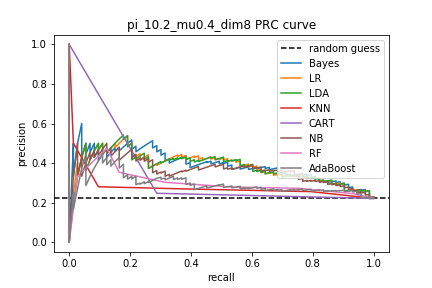 pi_10.2_mu0.4_dim8 PRC curve
1.0
0.8
0.6
0.4
0.2
0.0
precision
random guess
Bayes
LR
LDA
KNN
CART
NB
RF
AdaBoost
0.0 0.2 0.4 0.6 0.8 1.0
recall